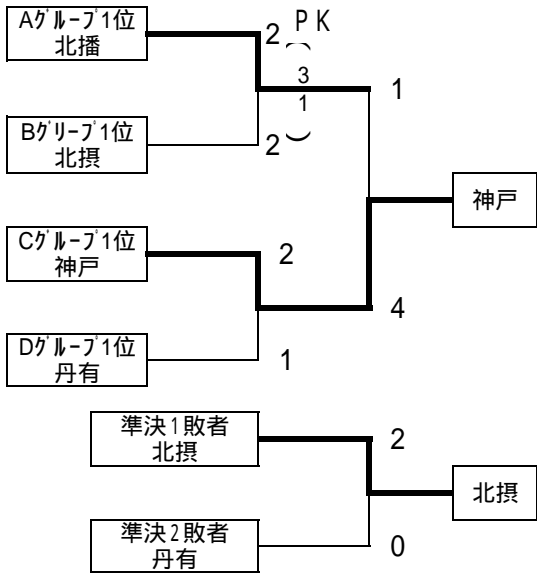 Aグループ1位
北播
2 PK
(
3
1
)
1
Bグリープ1位
北摂
2
神戸
Cグループ1位
神戸
2
4
Dグループ1位
丹有
1
準決1敗者
北摂
2
北摂
準決2敗者
丹有
0